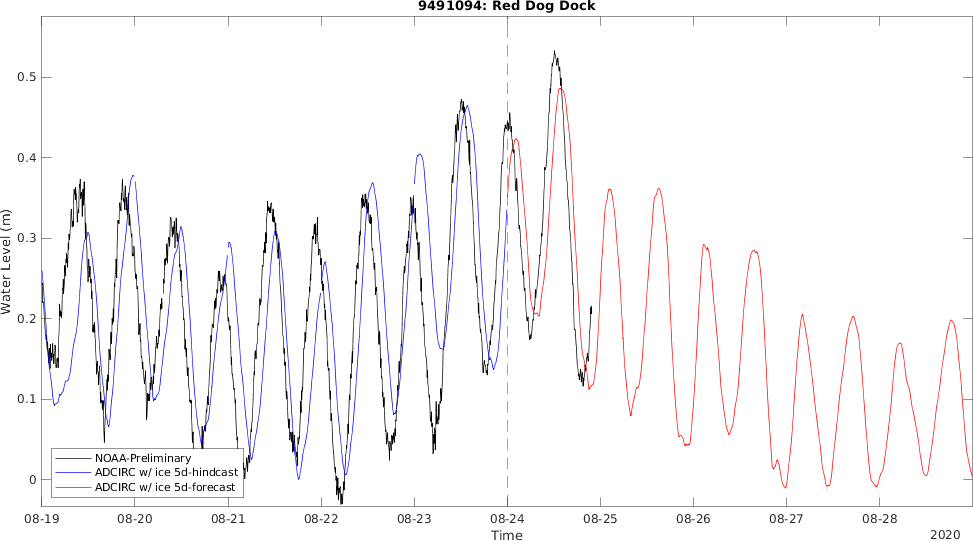 9491094: Red Dog Dock
Water Level (m)
0.5
0.4
0.3
0.2
0.1
0
NOAA-Preliminary
ADCIRC w/ ice 5d-hindcast
ADCIRC w/ ice 5d-forecast
08-19 08-20 08-21 08-22 08-23 08-24 08-25 08-26 08-27 08-28
Time
2020